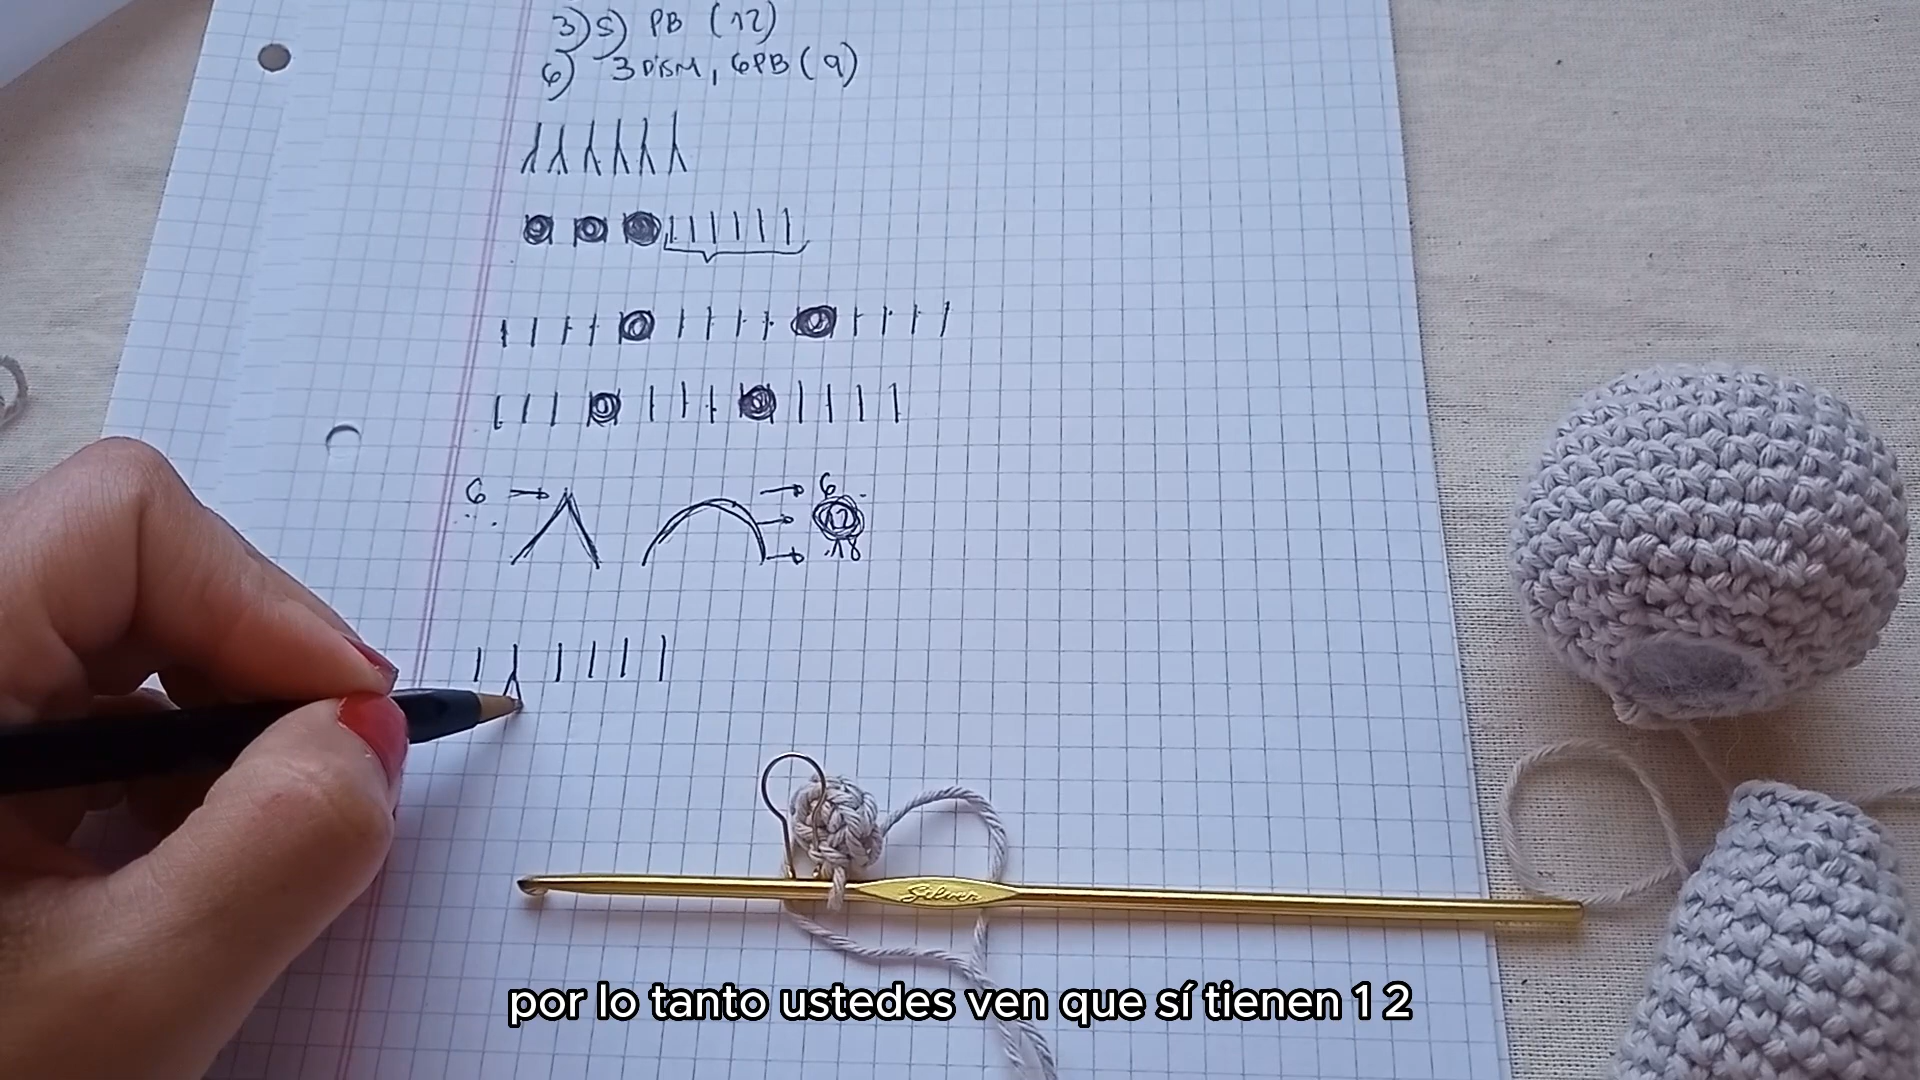 3)5) PB (12)
6) 3 DISM, 6PB (9)
6
6
12
18
Silver
por lo tanto ustedes ven que sí tienen 1 2